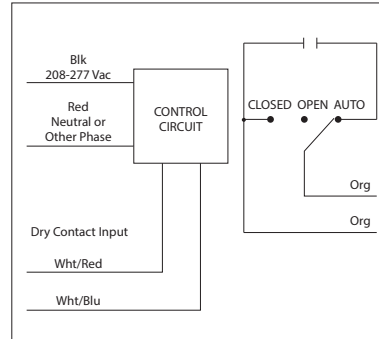 Blk
208-277 Vac
Red
Neutral or
Other Phase
CONTROL
CIRCUIT
CLOSED OPEN AUTO
Org
Org
Dry Contact Input
Wht/Red
Wht/Blu